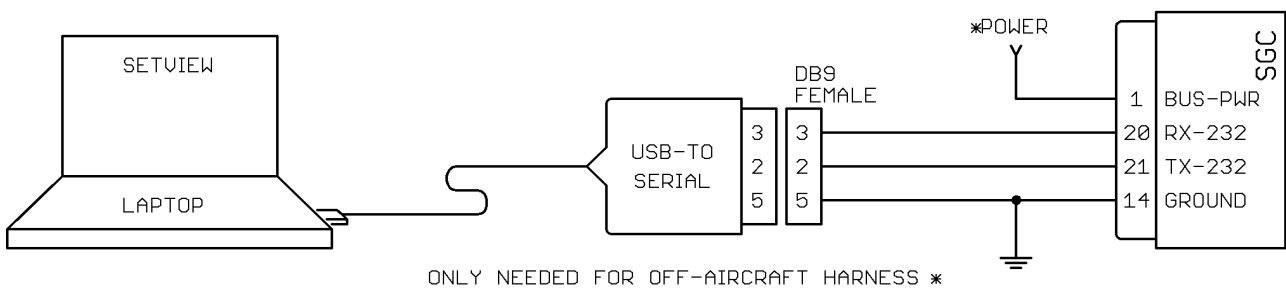 SETVIEW
LAPTOP
USB-TO
SERIAL
3
2
5
DB9
FEMALE
3
2
5
*POWER
SGC
1 BUS-PWR
20 RX-232
21 TX-232
14 GROUND
ONLY NEEDED FOR OFF-AIRCRAFT HARNESS *